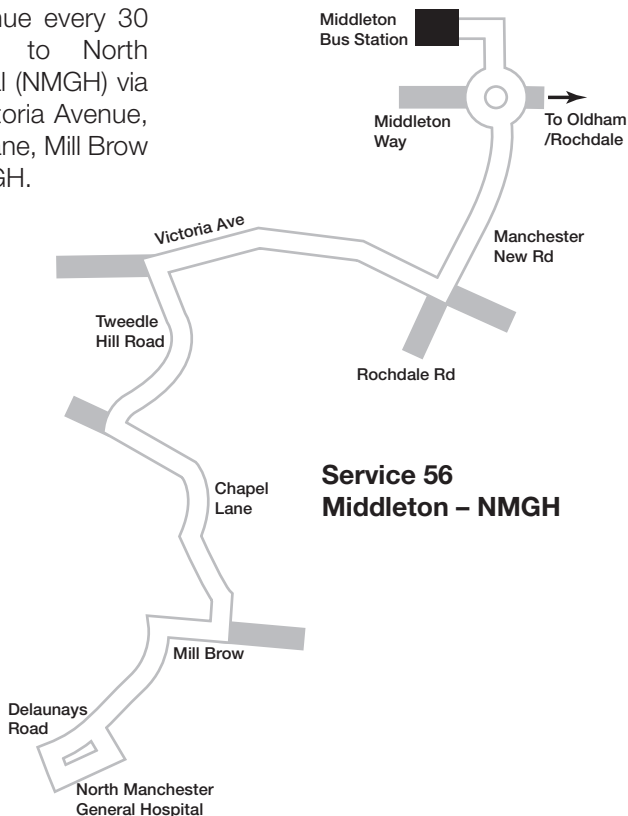 nue every 30
to North
l (NMGH) via
toria Avenue,
ane, Mill Brow
GH.
Middleton
Bus Station
Middleton
Way
To Oldham
/Rochdale
Victoria Ave
Manchester
New Rd
Tweedle
Hill Road
Rochdale Rd
Chapel
Lane
Service 56
Middleton – NMGH
Mill Brow
Delaunays
Road
North Manchester
General Hospital